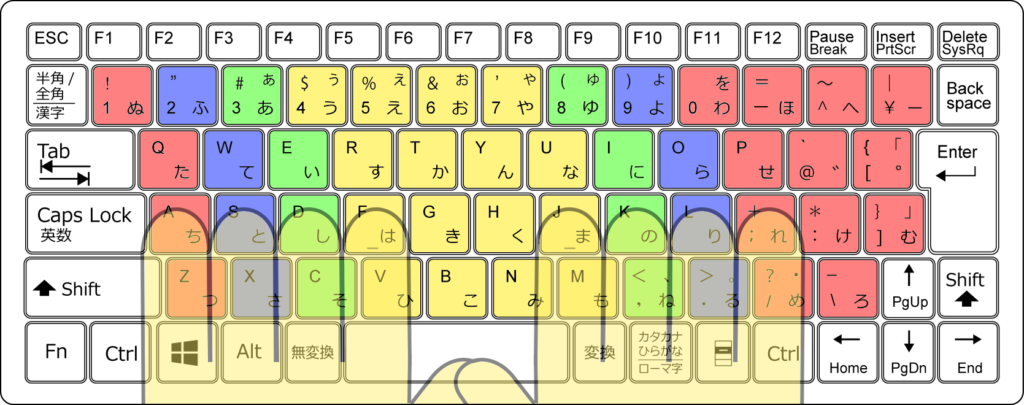 ESC F1 F2 F3 F4 F5 F6 F7 F8 F9 F10 F11 F12 Pause Insert Delete
Break PrtScr SysRq
半角/ ! ” # ぁ $ ぅ % ぇ & ぉ ’ ゃ ( ゅ ) ょ を = ～ | Back
全角 1 ぬ 2 ふ 3 あ 4 う 5 え 6 お 7 や 8 ゆ 9 よ 0 わ ー ほ ^ へ ¥ ー space
漢字
Tab Q W E R T Y U I O P ` { 「 Enter
た て い す か ん な に ら せ @ ゛ [ ゜
Caps Lock A S D F G H J K L + * } 」
英数 ち と し _ は き く _ ま の り ; れ : け ] む
Shift Z X C V B N M < 、 > 。 ? ・ _ ↑ Shift
つ さ そ ひ こ み も , ね . る / め \ ろ PgUp
Fn Ctrl Alt 無変換 変換 カタカナ Ctrl ← ↓ →
ひらがな Home PgDn End
ローマ字